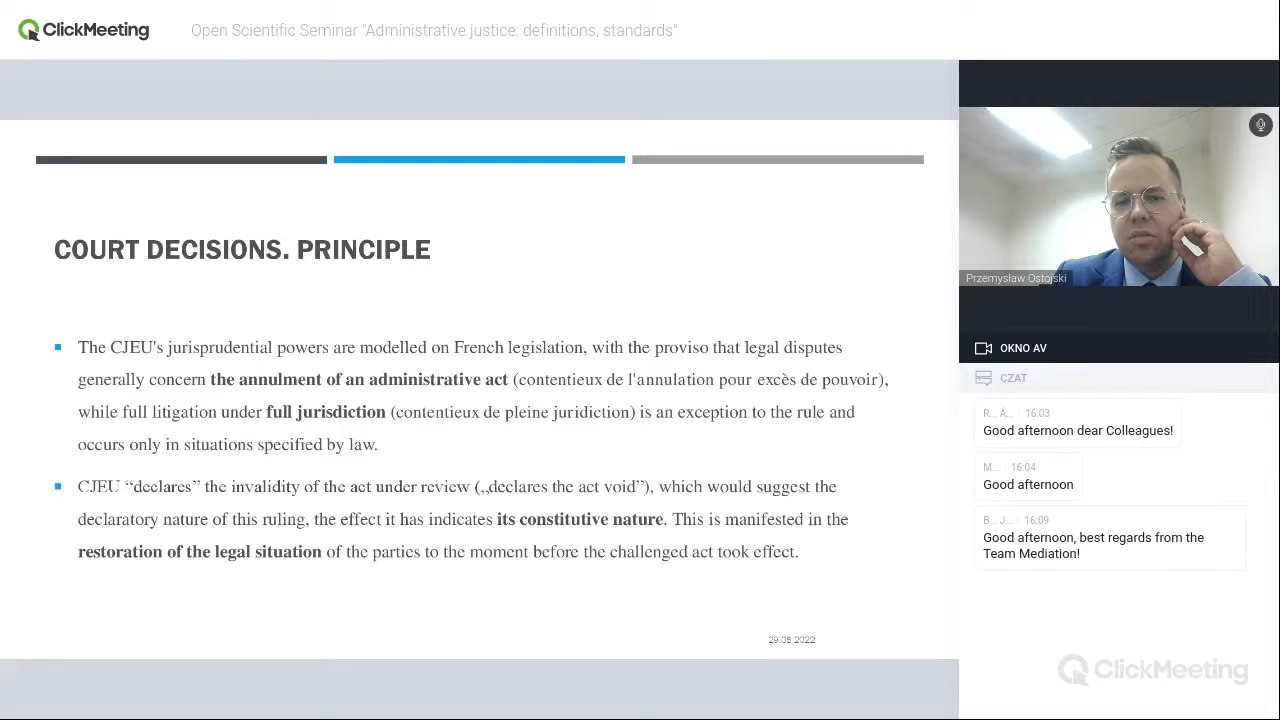 ClickMeeting
Open Scientific Seminar "Administrative justice: definitions, standards"
COURT DECISIONS. PRINCIPLE
The CJEU's jurisprudential powers are modelled on French legislation, with the proviso that legal disputes
generally concern the annulment of an administrative act (contentieux de l'annulation pour excès de pouvoir),
while full litigation under full jurisdiction (contentieux de pleine juridiction) is an exception to the rule and
occurs only in situations specified by law.
CJEU “declares” the invalidity of the act under review („declares the act void”), which would suggest the
declaratory nature of this ruling, the effect it has indicates its constitutive nature. This is manifested in the
restoration of the legal situation of the parties to the moment before the challenged act took effect.
29.08.2022
Przemysław Ostojski
OKNO AV
CZAT
R... A... 16:03
Good afternoon dear Colleagues!
M... 16:04
Good afternoon
B... J... 16:09
Good afternoon, best regards from the
Team Mediation!
ClickMeeting